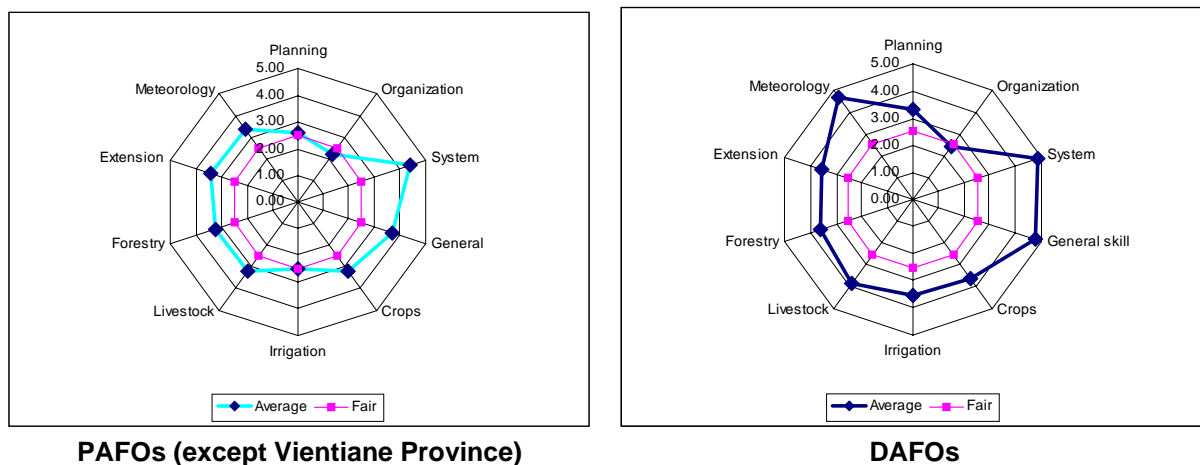 Planning
5.00
Meteorology
Organization
4.00
3.00
Extension
2.00
System
1.00
0.00
Forestry
General
Livestock
Crops
Irrigation
Average
Fair
PAFOs (except Vientiane Province)
Planning
5.00
Meteorology
Organization
4.00
3.00
Extension
2.00
System
1.00
0.00
Forestry
General skill
Livestock
Crops
Irrigation
Average
Fair
DAFOs